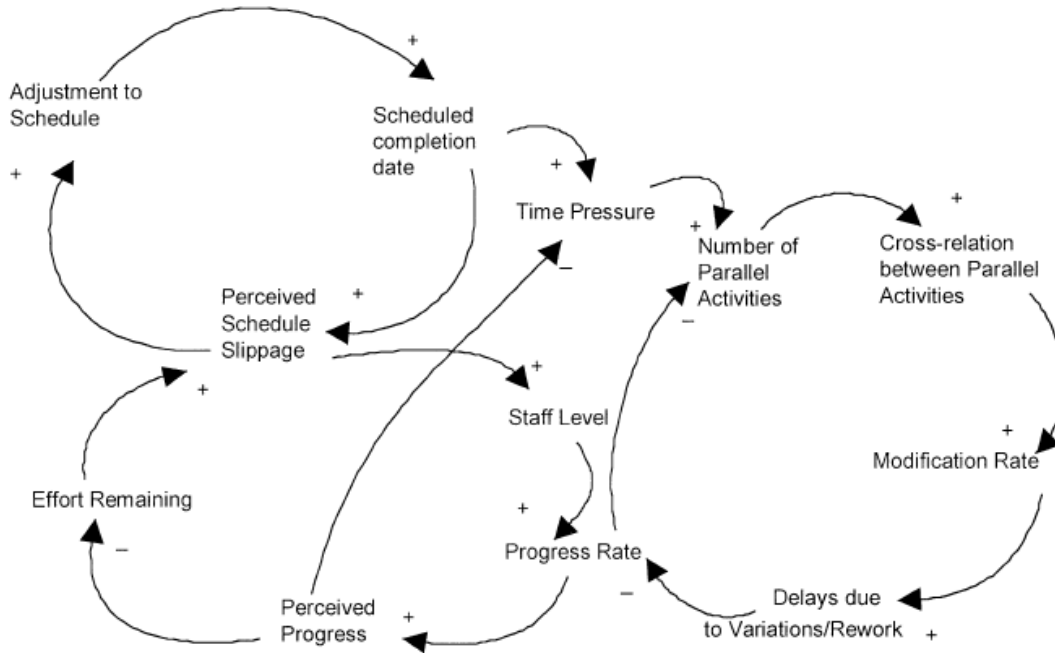 +
Adjustment to
Schedule
Scheduled
completion
date
+
+
Time Pressure
+
Number of
Parallel
Activities
+
Cross-relation
between Parallel
Activities
–
Perceived
Schedule
Slippage
+
–
+
+
Staff Level
+
Modification Rate
Effort Remaining
+
–
Progress Rate
–
Delays due
to Variations/Rework
+
Perceived
Progress
+